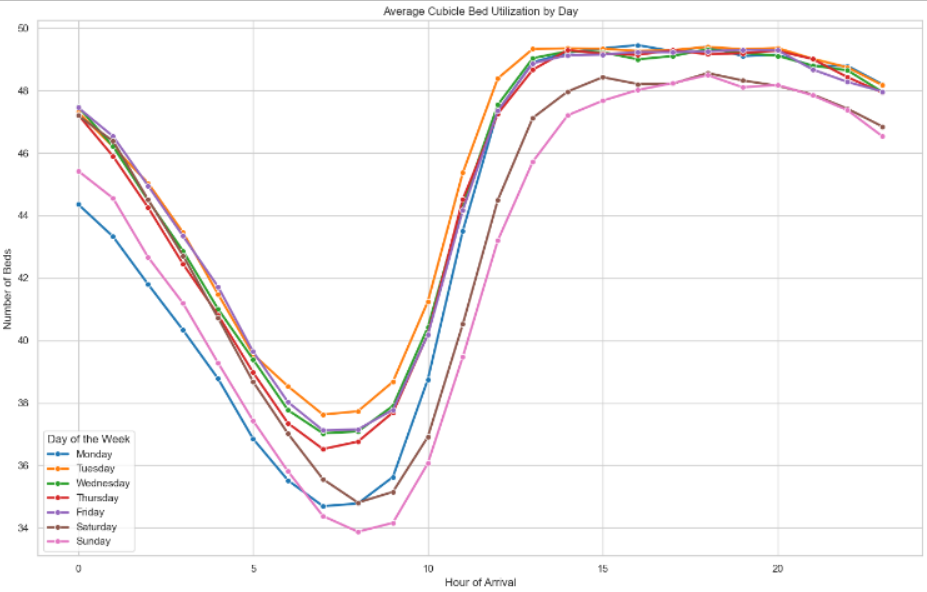 Average Cubicle Bed Utilization by Day
50
48
46
44
42
40
38
36
34
Number of Beds
Day of the Week
Monday
Tuesday
Wednesday
Thursday
Friday
Saturday
Sunday
0 5 10 15 20
Hour of Arrival